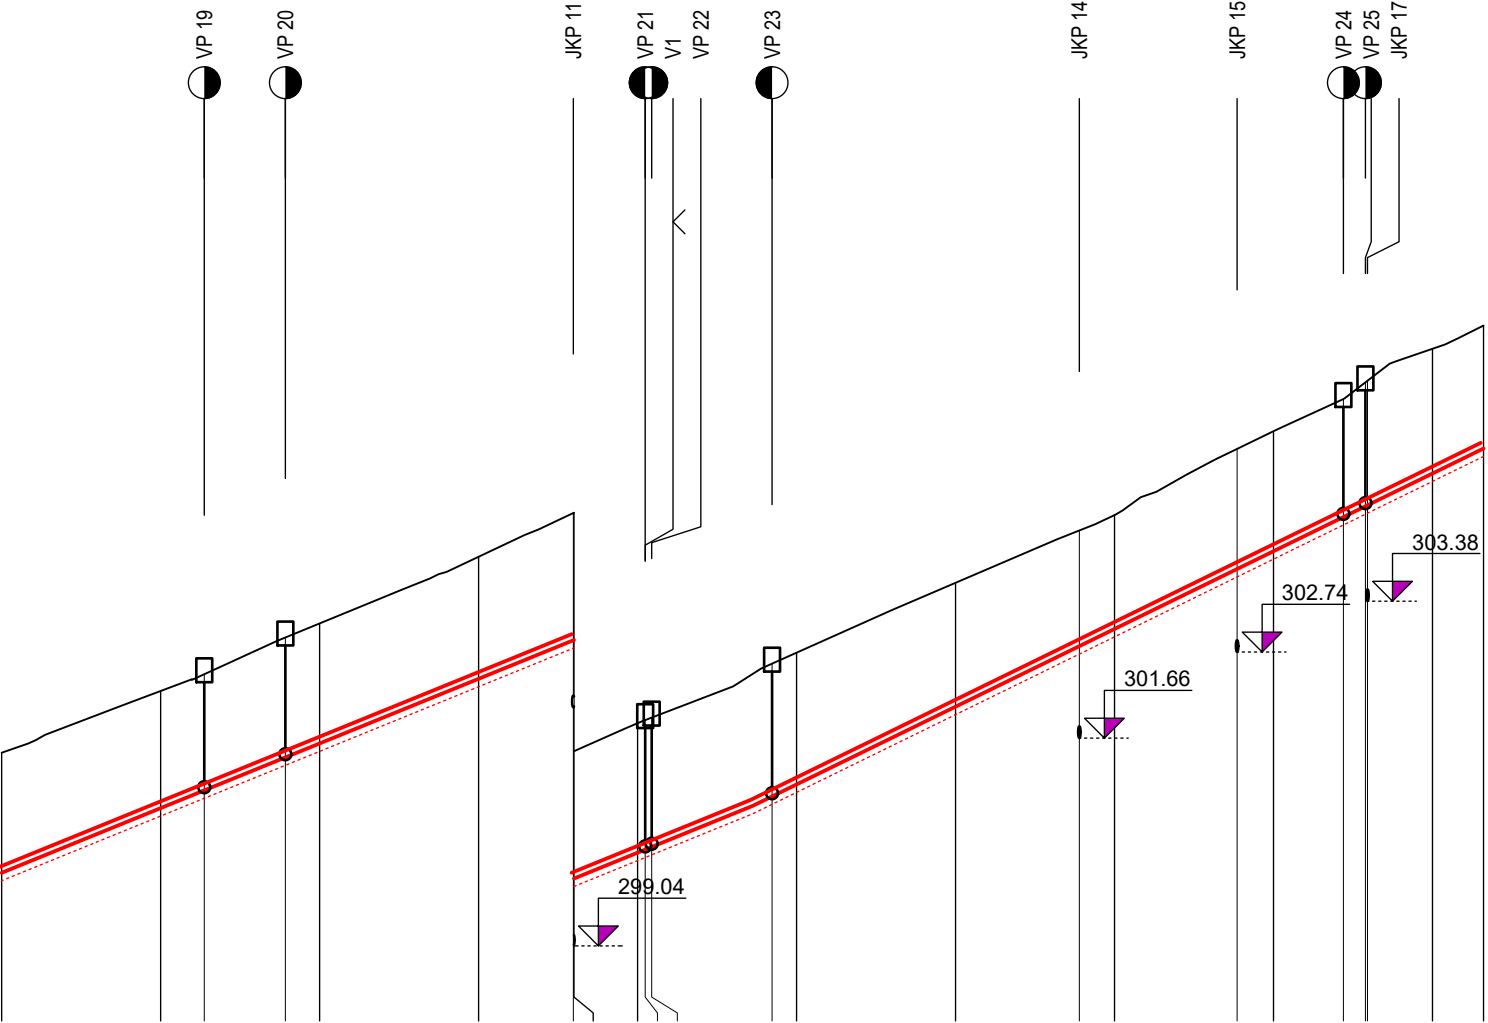 VP 19
VP 20
JKP 11
VP 21
V1
VP 22
VP 23
JKP 14
JKP 15
VP 24
VP 25
JKP 17
303.38
302.74
301.66
299.04